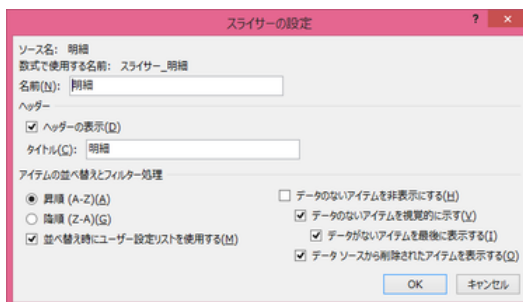 スライサーの設定
? ×
ソース名: 明細
数式で使用する名前: スライサー_明細
名前(N): 明細
ヘッダー
ヘッダーの表示(D)
タイトル(C): 明細
アイテムの並べ替えとフィルター処理
昇順 (A-Z)(A)
降順 (Z-A)(G)
並べ替え時にユーザー設定リストを使用する(M)
データのないアイテムを非表示にする(H)
データのないアイテムを視覚的に示す(V)
データがないアイテムを最後に表示する(I)
データ ソースから削除されたアイテムを表示する(O)
OK キャンセル